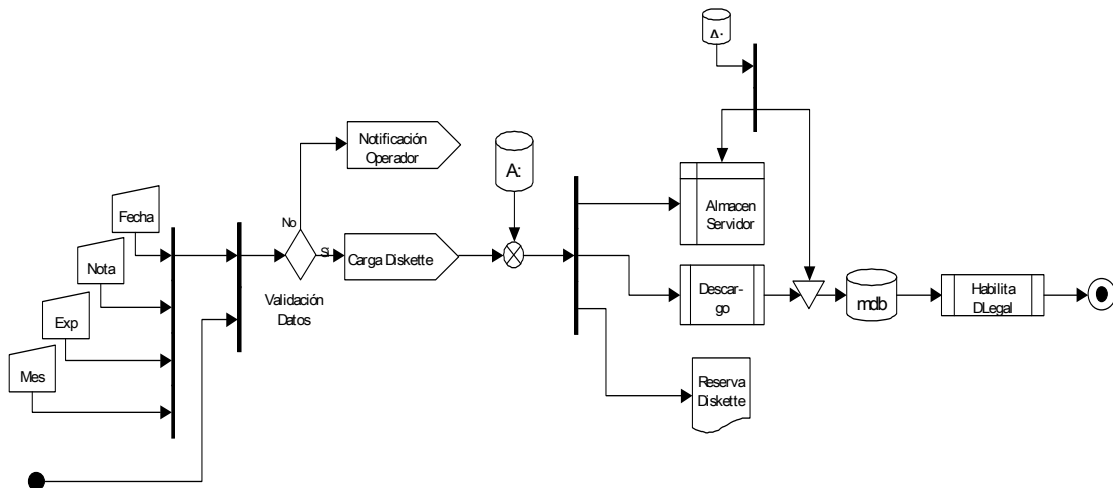 A:
Notificación
Operador
A:
Fecha
No
Almacen
Servidor
Nota
Si
Carga Diskette
Validación
Datos
Descar-
go
mdb
Habilita
DLegal
Exp
Mes
Reserva
Diskette